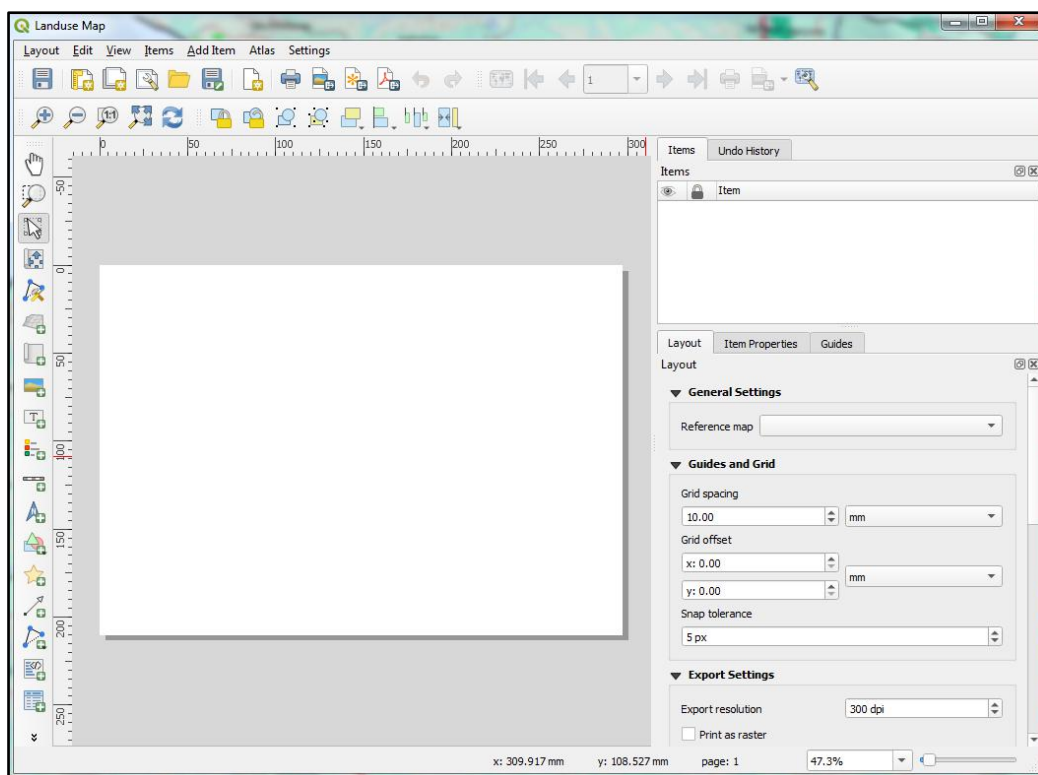 Landuse Map
Layout Edit View Items Add Item Atlas Settings
1
1:1
0 50 100 150 200 250 300
-50
0
50
100
150
200
250
T
Items Undo History
Items
Item
Layout Item Properties Guides
Layout
General Settings
Reference map
Guides and Grid
Grid spacing
10.00 mm
Grid offset
x: 0.00
mm
y: 0.00
Snap tolerance
5 px
Export Settings
Export resolution 300 dpi
Print as raster
x: 309.917 mm y: 108.527 mm page: 1 47.3%